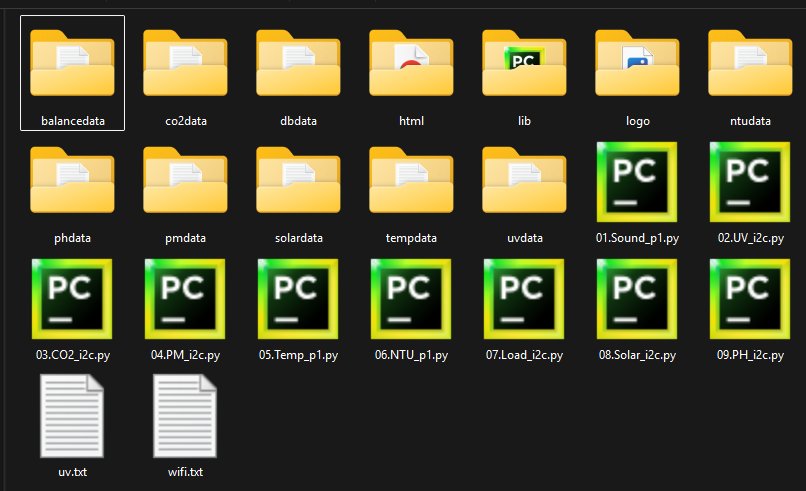 balancedata
co2data
dbdata
html
lib
logo
ntudata
phdata
pmdata
solardata
tempdata
uvdata
01.Sound_p1.py
02.UV_i2c.py
03.CO2_i2c.py
04.PM_i2c.py
05.Temp_p1.py
06.NTU_p1.py
07.Load_i2c.py
08.Solar_i2c.py
09.PH_i2c.py
uv.txt
wifi.txt
PC
PC
PC
PC
PC
PC
PC
PC
PC
PC